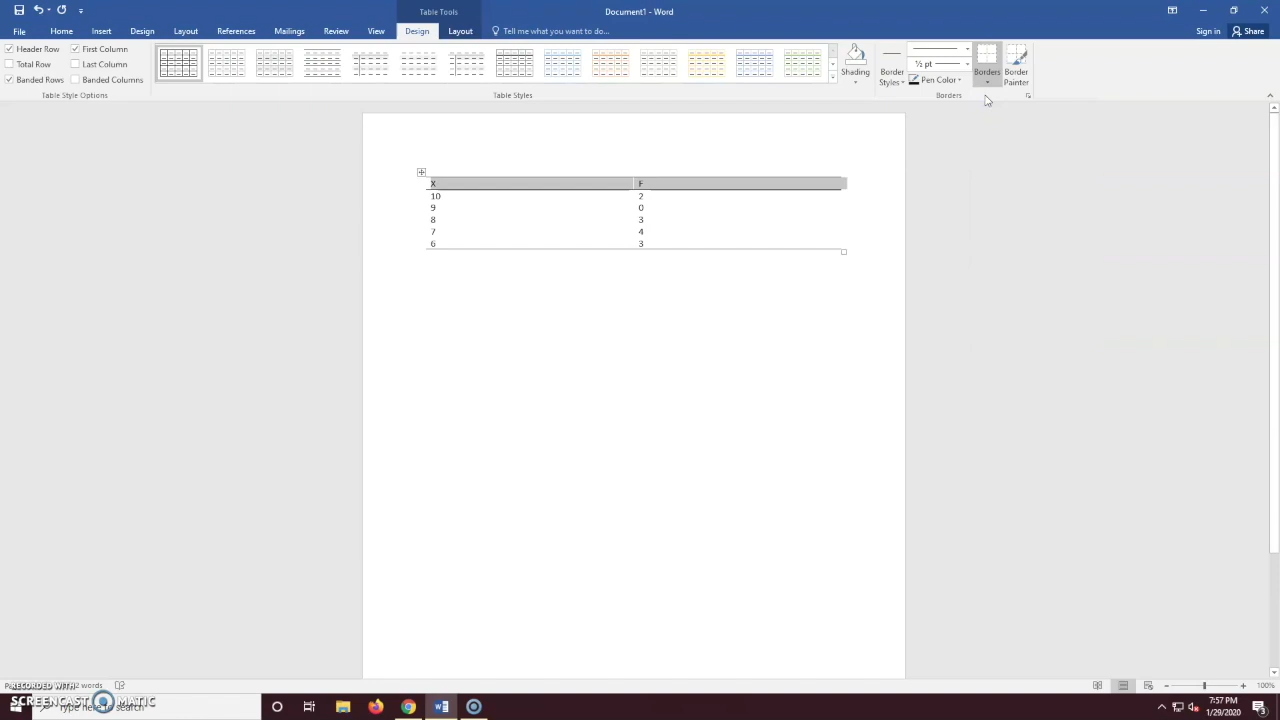 Table Tools
Document1 - Word
File Home Insert Design Layout References Mailings Review View Design Layout Tell me what you want to do... Sign in Share
Header Row First Column
Total Row Last Column
Banded Rows Banded Columns
Table Style Options
Table Styles
Shading
Border Styles
½ pt
Pen Color
Borders
Border Painter
Borders
X F
10 2
9 0
8 3
7 4
6 3
RECORDED WITH
SCREENCAST MATIC
words
100%
7:57 PM
1/29/2020